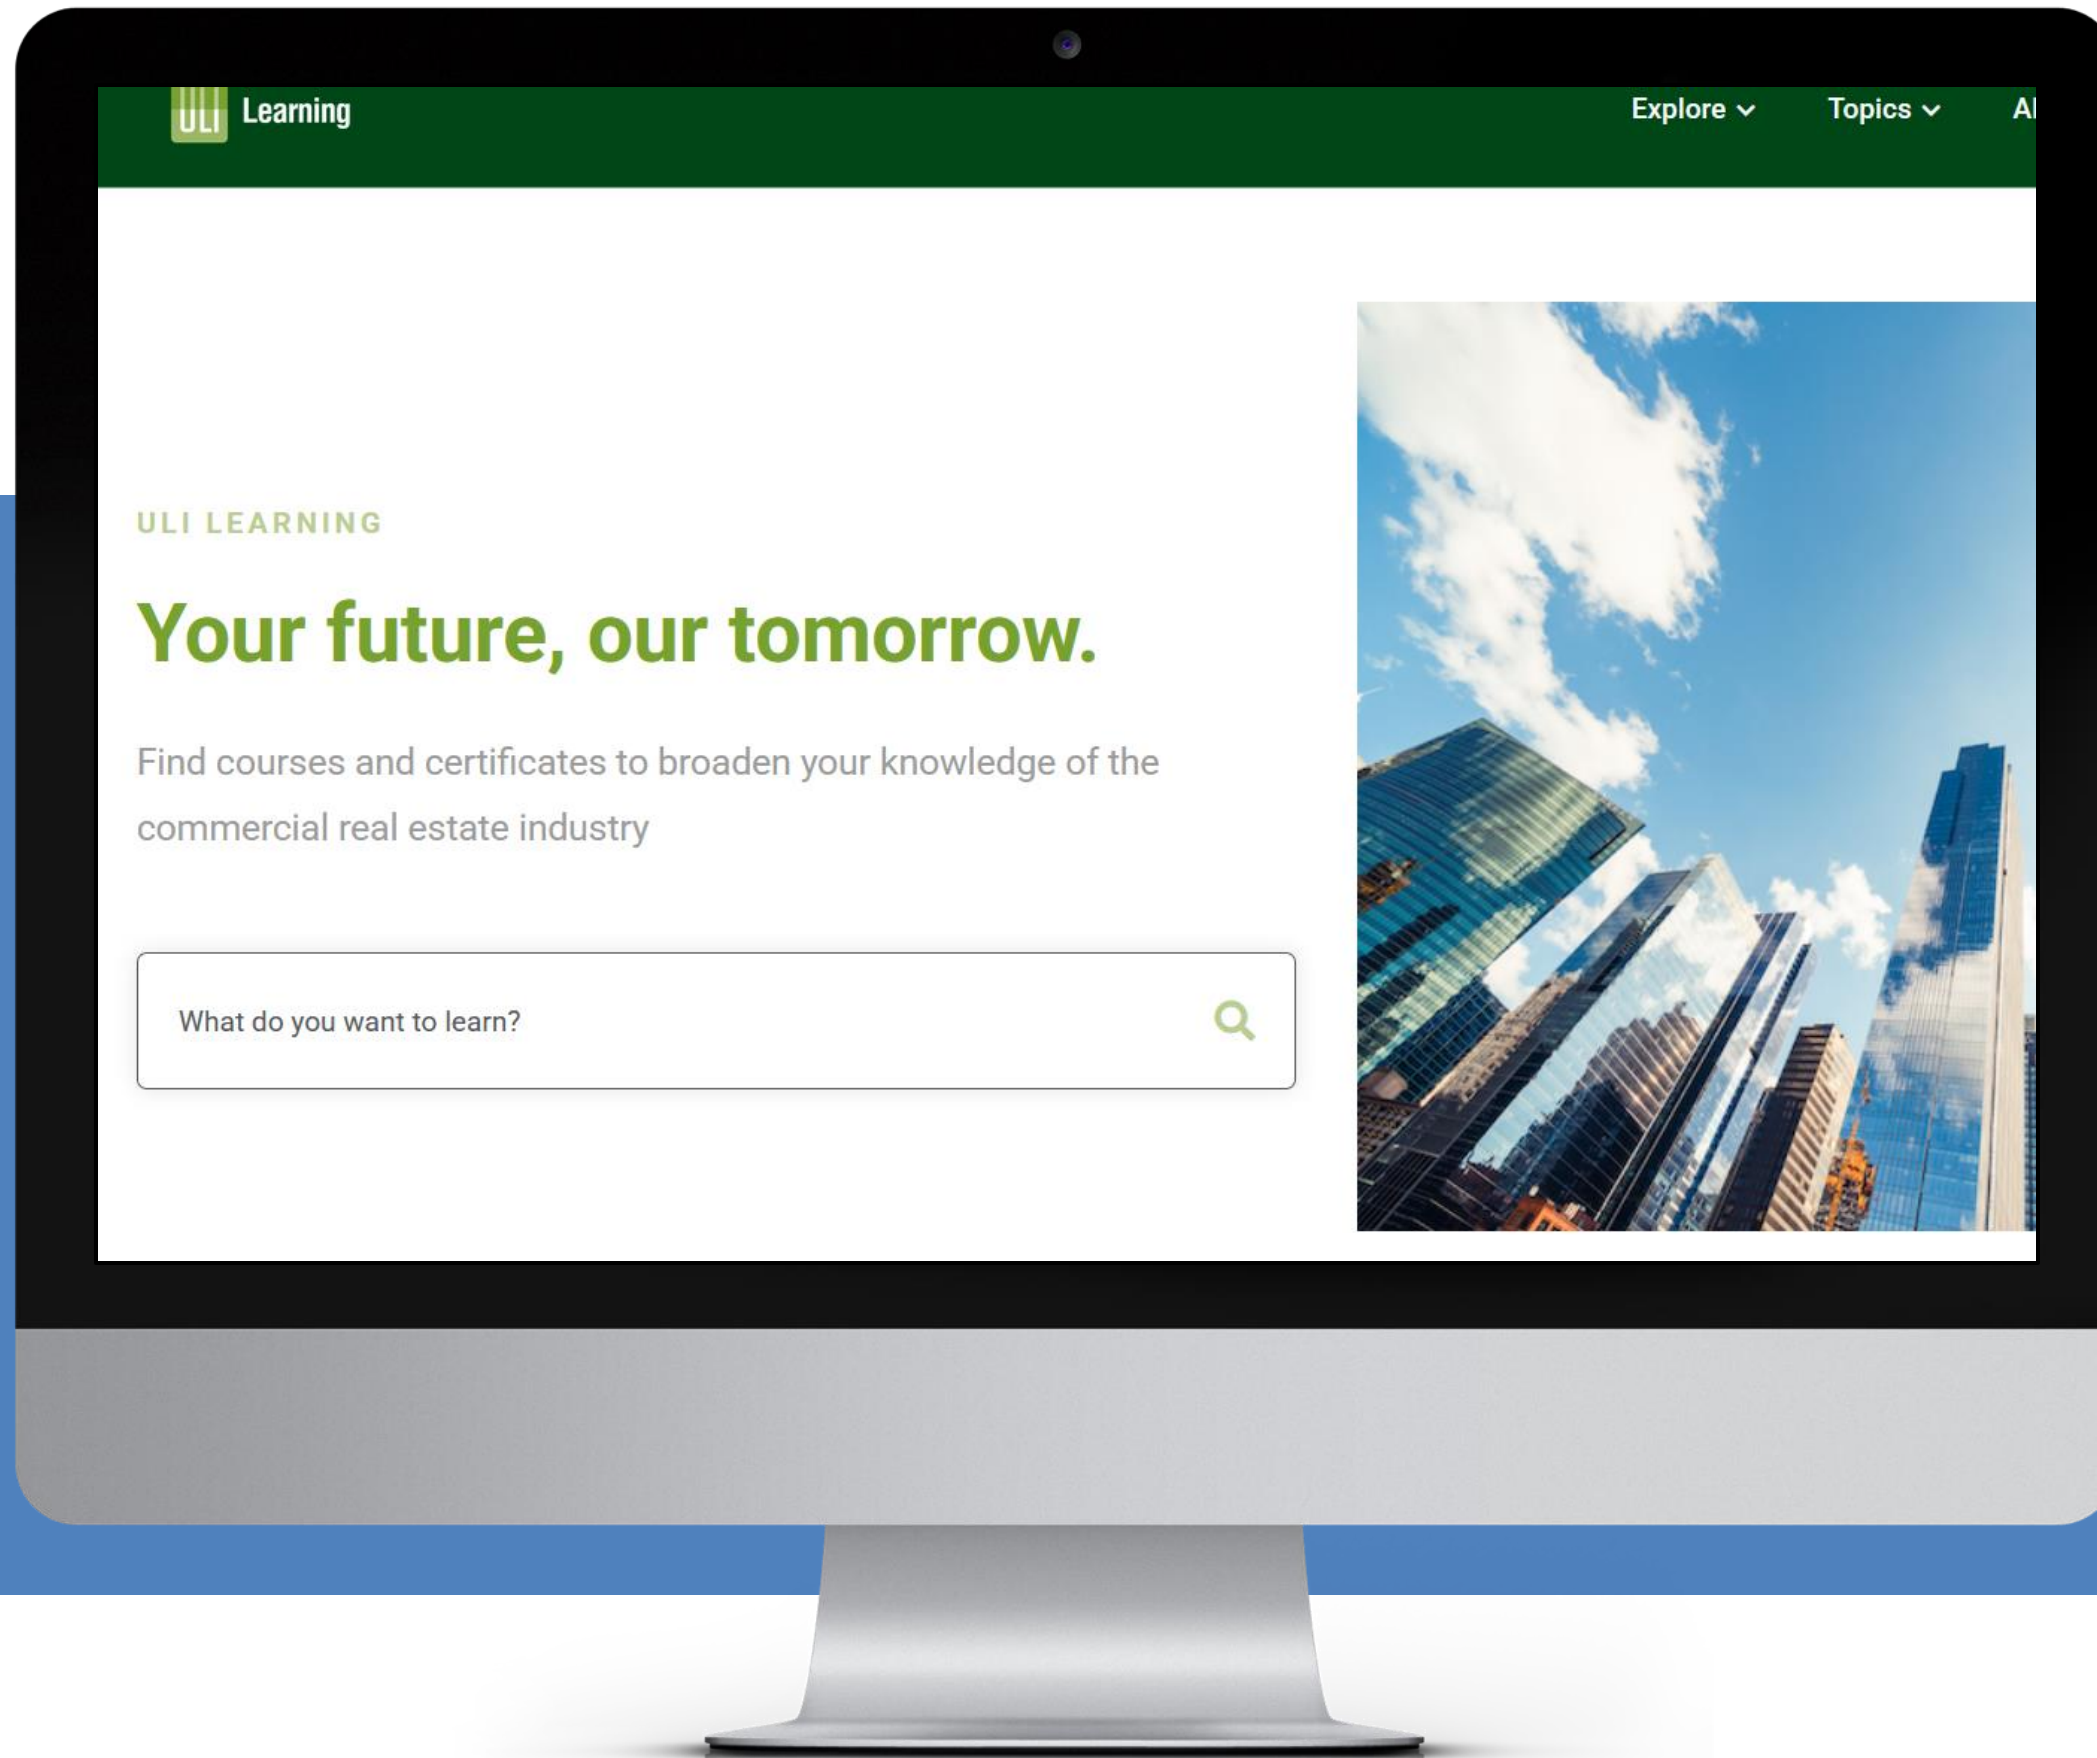 ULI Learning
Explore
Topics
ULI LEARNING
Your future, our tomorrow.
Find courses and certificates to broaden your knowledge of the
commercial real estate industry
What do you want to learn?